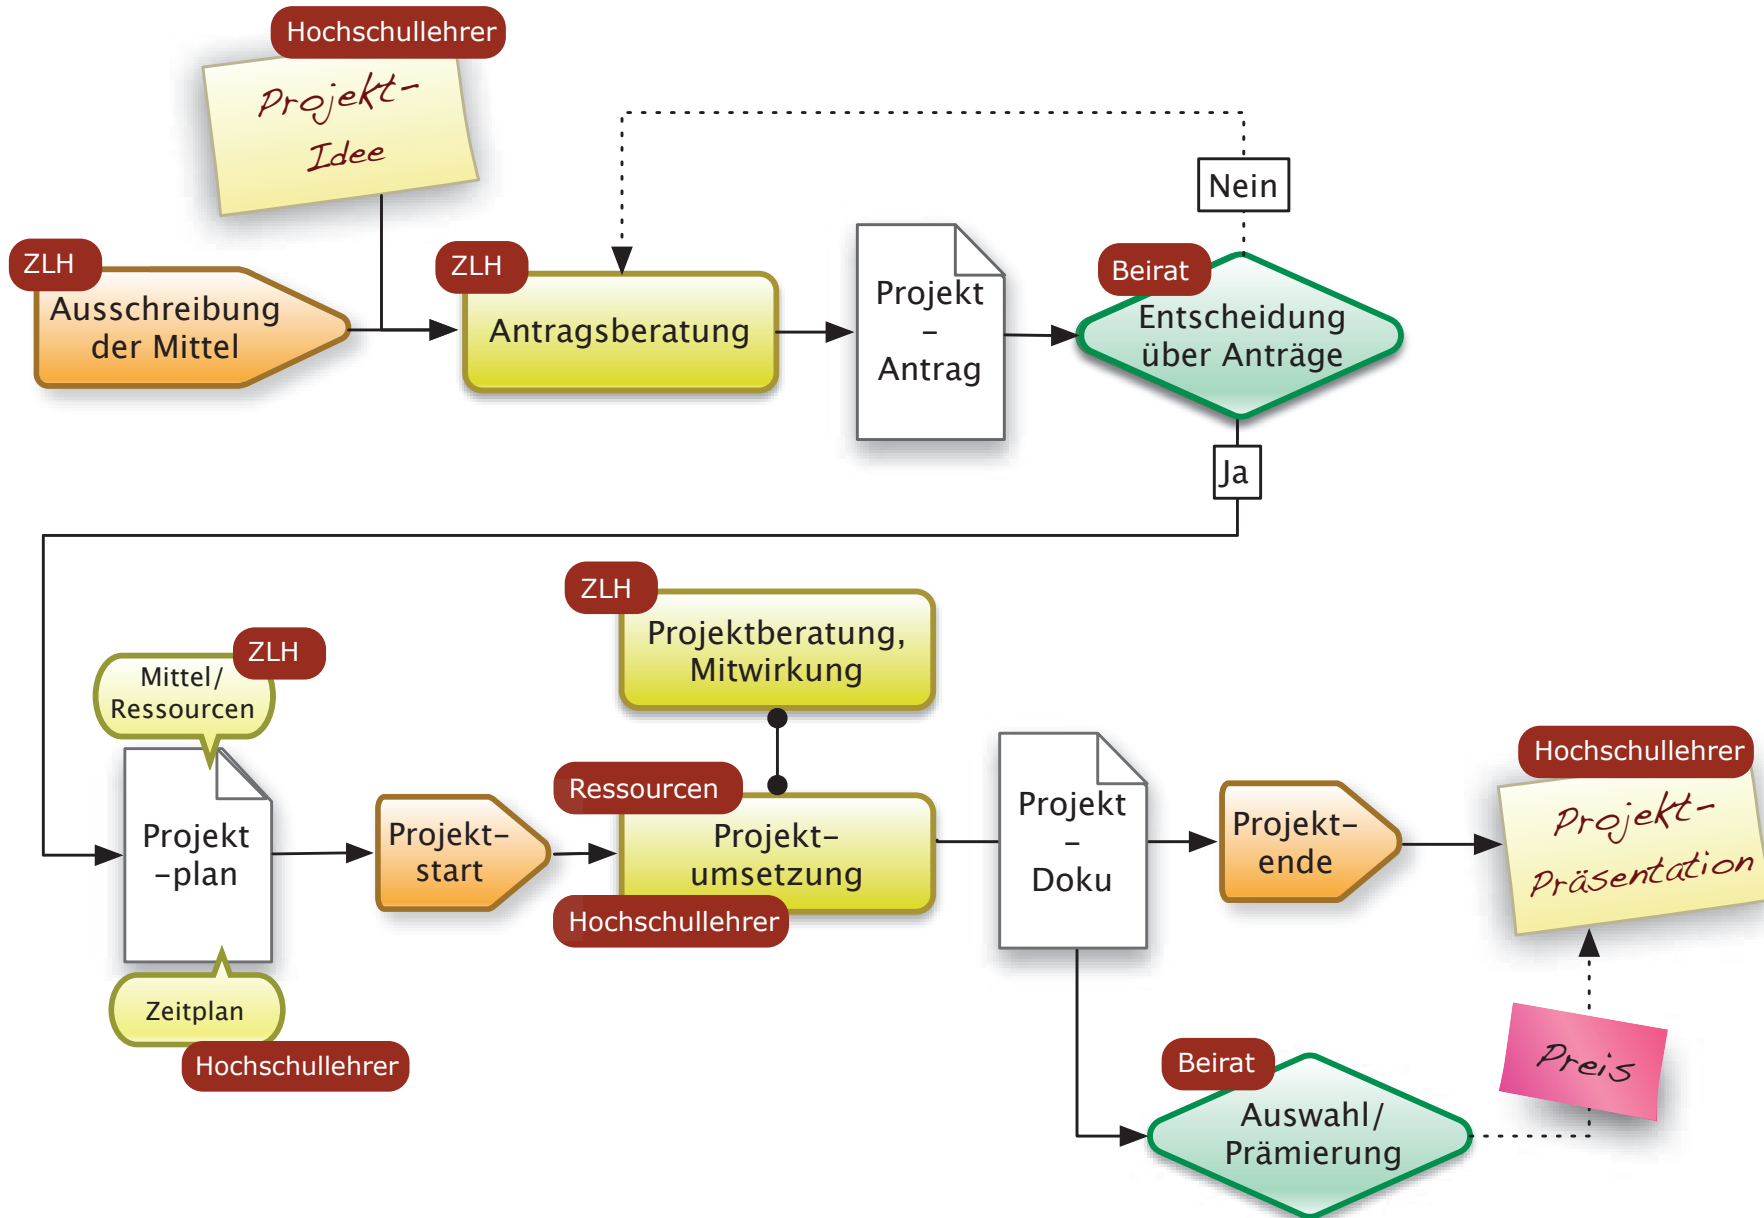 Hochschullehrer
Projekt-
Idee
ZLH
Ausschreibung
der Mittel
ZLH
Antragsberatung
Projekt
–
Antrag
Nein
Beirat
Entscheidung
über Anträge
Ja
ZLH
Mittel/
Ressourcen
Projekt
–plan
Zeitplan
Hochschullehrer
Projekt–
start
ZLH
Projektberatung,
Mitwirkung
Ressourcen
Projekt–
umsetzung
Hochschullehrer
Projekt
–
Doku
Projekt–
ende
Hochschullehrer
Projekt-
Präsentation
Preis
Beirat
Auswahl/
Prämierung